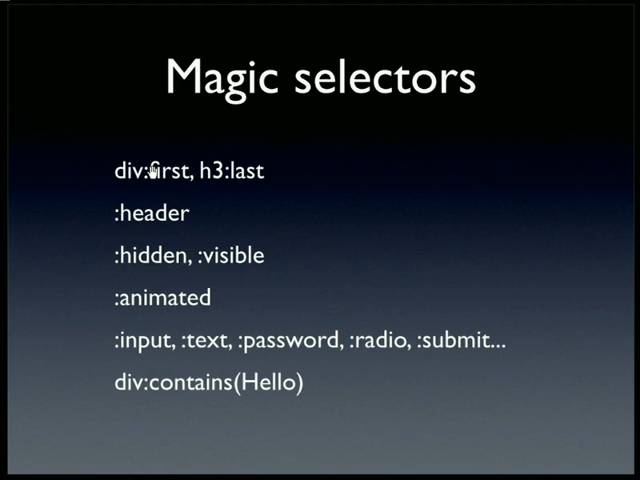 Magic selectors
div:first, h3:last
:header
:hidden, :visible
:animated
:input, :text, :password, :radio, :submit...
div:contains(Hello)